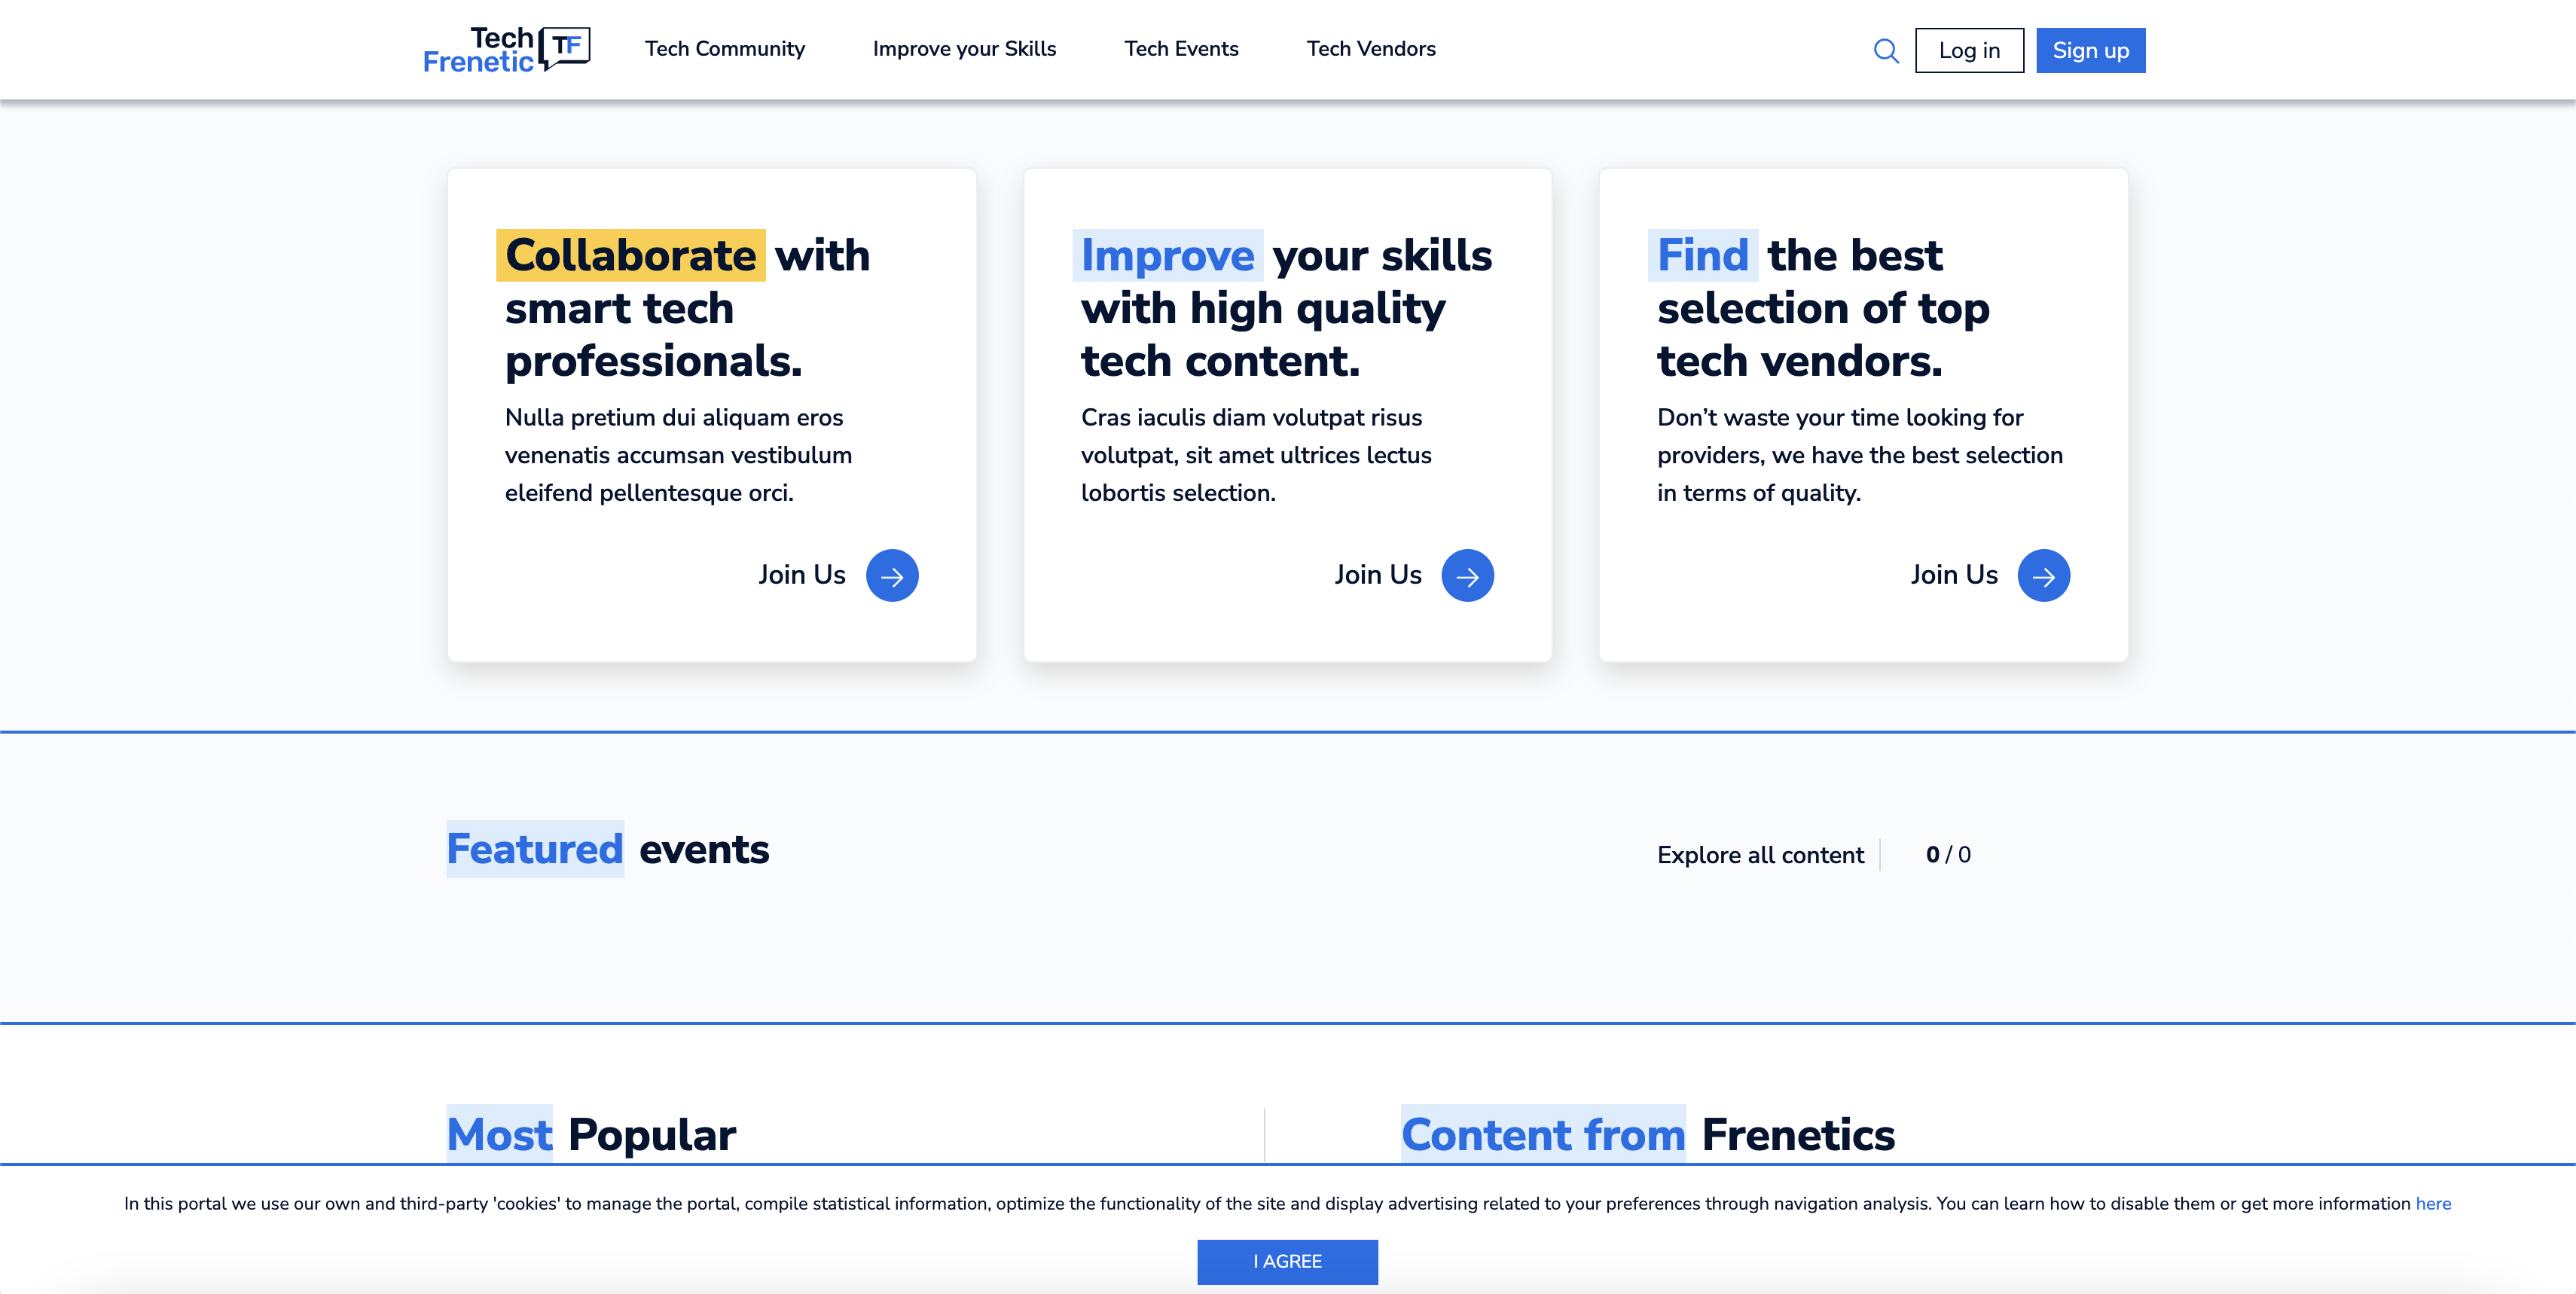 Tech
Frenetic
TF
Tech Community
Improve your Skills
Tech Events
Tech Vendors
Log in
Sign up
Collaborate with
smart tech
professionals.
Nulla pretium dui aliquam eros
venenatis accumsan vestibulum
eleifend pellentesque orci.
Join Us
Improve your skills
with high quality
tech content.
Cras iaculis diam volutpat risus
volutpat, sit amet ultrices lectus
lobortis selection.
Join Us
Find the best
selection of top
tech vendors.
Don’t waste your time looking for
providers, we have the best selection
in terms of quality.
Join Us
Featured events
Explore all content
0 / 0
Most Popular
Content from Frenetics
In this portal we use our own and third-party 'cookies' to manage the portal, compile statistical information, optimize the functionality of the site and display advertising related to your preferences through navigation analysis. You can learn how to disable them or get more information here
I AGREE